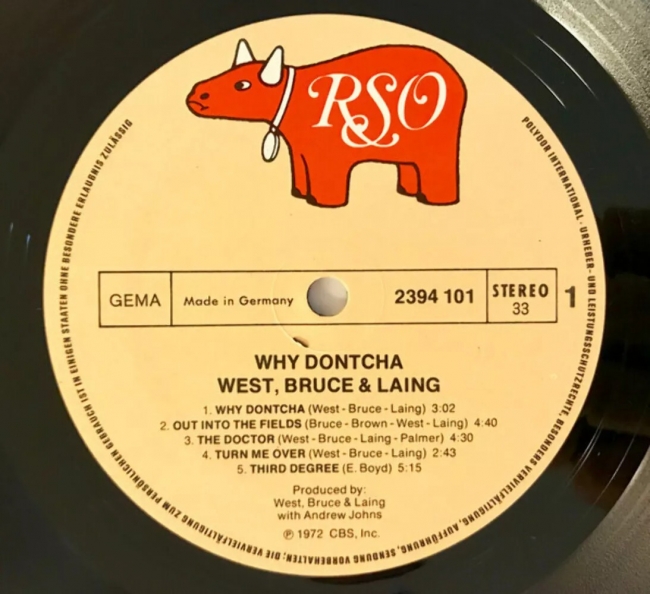 RSO
POLYDOR INTERNATIONAL · URHEBER- UND LEISTUNGSSCHUTZRECHTE, BESONDERS VERVIELFÄLTIGUNG, AUFFÜHRUNG, SENDUNG VORBEHALTEN; DIE VERVIELFÄLTIGUNG ZUM PERSÖNLICHEN GEBRAUCH IST IN EINIGEN STAATEN OHNE BESONDERE ERLAUBNIS ZULÄSSIG
GEMA
Made in Germany
2394 101
STEREO
33
1
WHY DONTCHA
WEST, BRUCE & LAING
1. WHY DONTCHA (West - Bruce - Laing) 3:02
2. OUT INTO THE FIELDS (Bruce - Brown - West - Laing) 4:40
3. THE DOCTOR (West - Bruce - Laing - Palmer) 4:30
4. TURN ME OVER (West - Bruce - Laing) 2:43
5. THIRD DEGREE (E. Boyd) 5:15
Produced by:
West, Bruce & Laing
with Andrew Johns
℗ 1972 CBS, Inc.